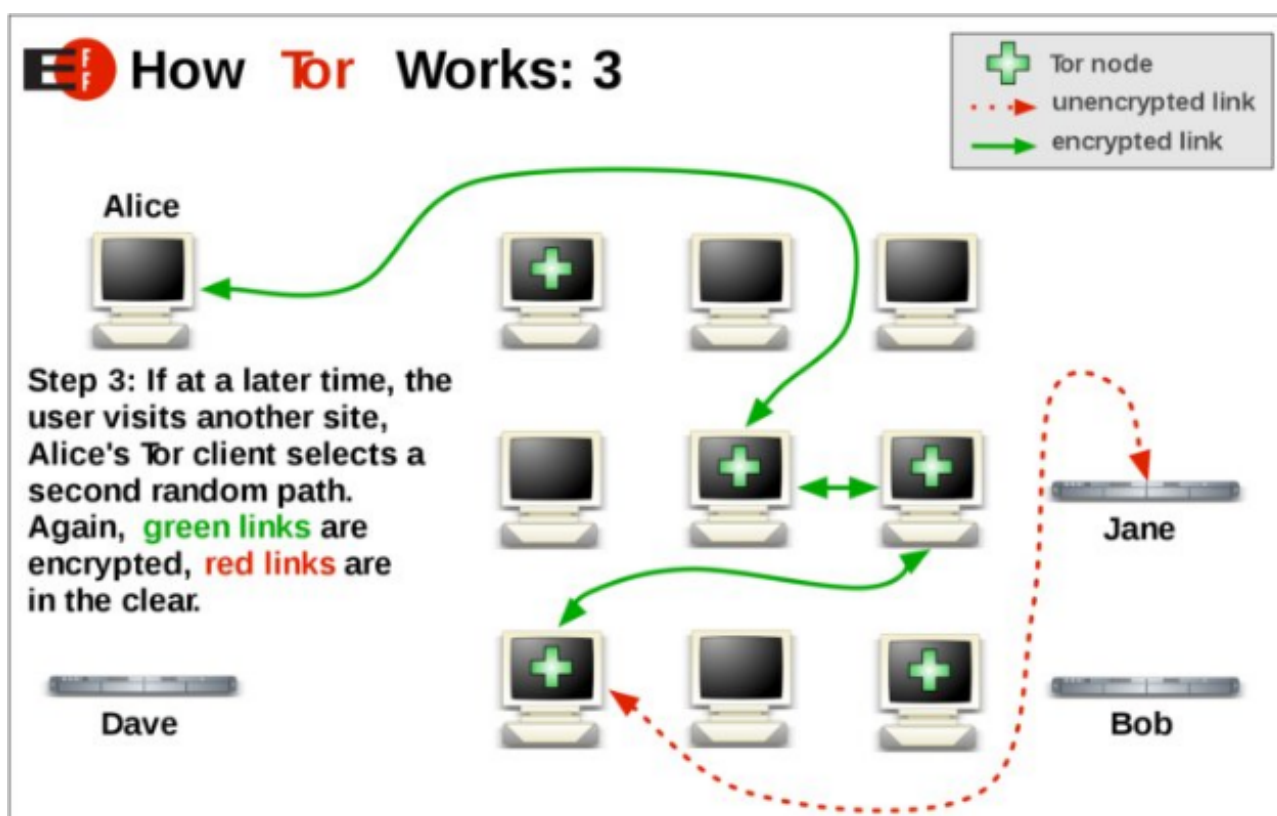 EFF How Tor Works: 3
Tor node
unencrypted link
encrypted link
Alice
Step 3: If at a later time, the
user visits another site,
Alice's Tor client selects a
second random path.
Again, green links are
encrypted, red links are
in the clear.
Jane
Dave
Bob